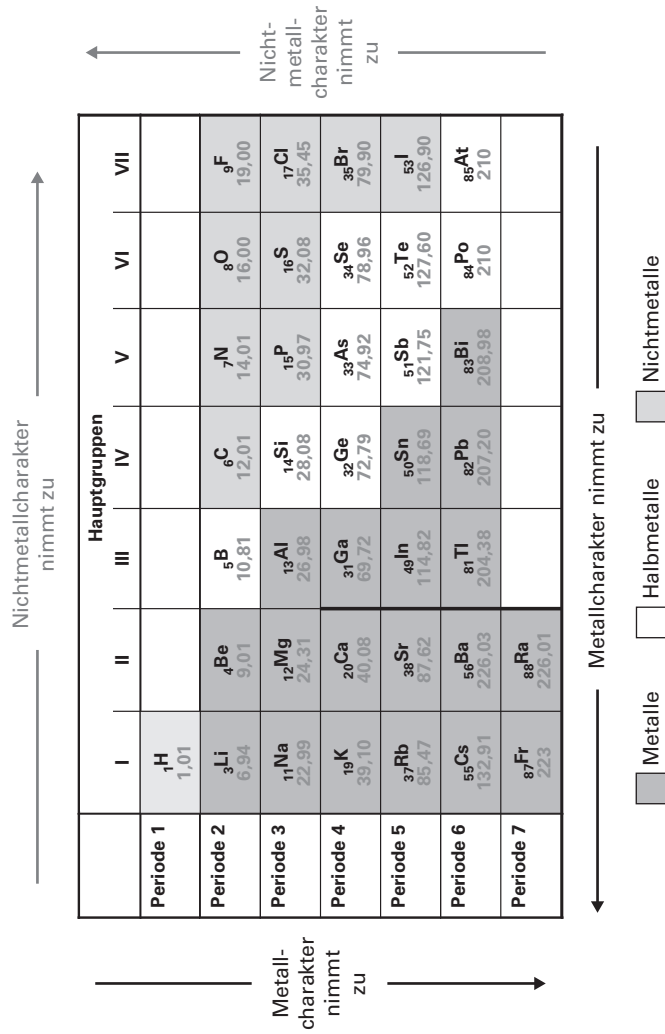 Nichtmetallcharakter
nimmt zu
Hauptgruppen
I II III IV V VI VII
Periode 1
1H
1,01
Periode 2
3Li 4Be 5B 6C 7N 8O 9F
6,94 9,01 10,81 12,01 14,01 16,00 19,00
Periode 3
11Na 12Mg 13Al 14Si 15P 16S 17Cl
22,99 24,31 26,98 28,08 30,97 32,08 35,45
Periode 4
19K 20Ca 31Ga 32Ge 33As 34Se 35Br
39,10 40,08 69,72 72,79 74,92 78,96 79,90
Periode 5
37Rb 38Sr 49In 50Sn 51Sb 52Te 53I
85,47 87,62 114,82 118,69 121,75 127,60 126,90
Periode 6
55Cs 56Ba 81Tl 82Pb 83Bi 84Po 85At
132,91 226,03 204,38 207,20 208,98 210 210
Periode 7
87Fr 88Ra
223 226,01
Metall-
charakter
nimmt
zu
Nicht-
metall-
charakter
nimmt
zu
Metallcharakter nimmt zu
Metalle
Halbmetalle
Nichtmetalle